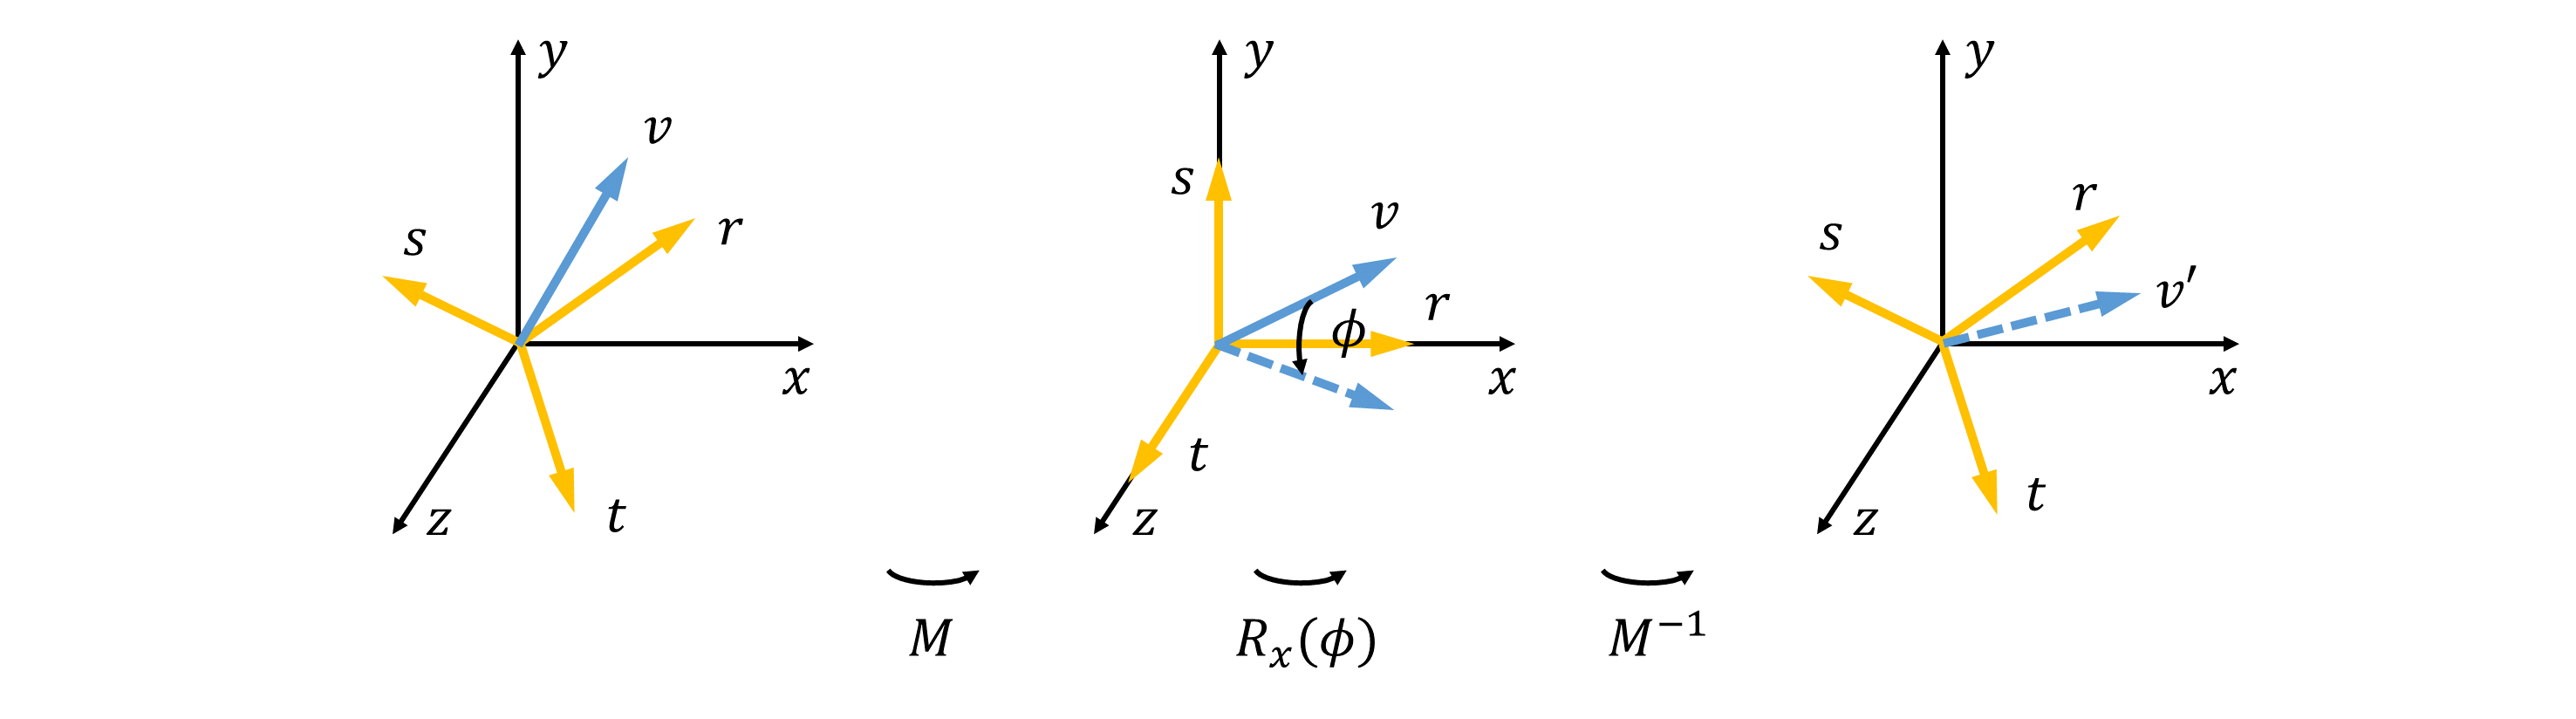 y
v
r
s
x
z
t
y
s
v
r
ϕ
x
t
z
y
r
s
v′
x
t
z
M
Rₓ(ϕ)
M⁻¹